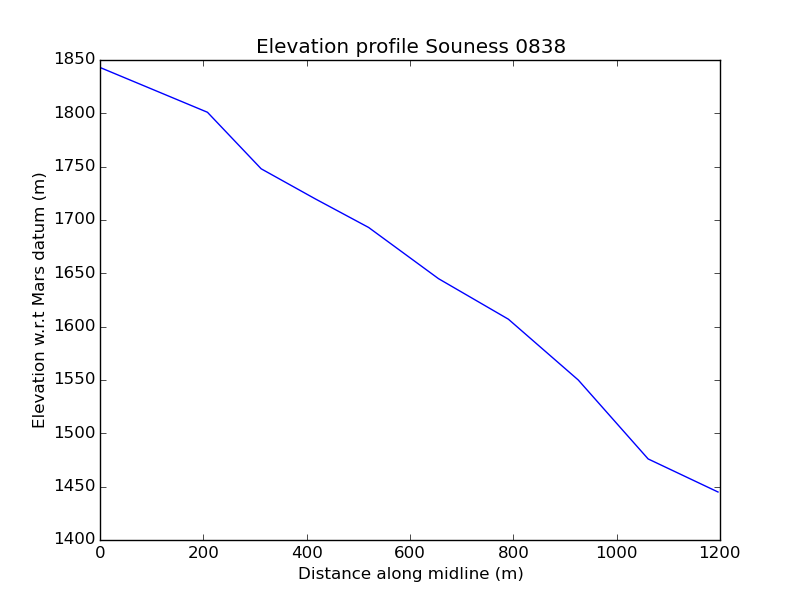 Elevation profile Souness 0838
1850
1800
1750
1700
1650
1600
1550
1500
1450
1400
Elevation w.r.t Mars datum (m)
0 200 400 600 800 1000 1200
Distance along midline (m)